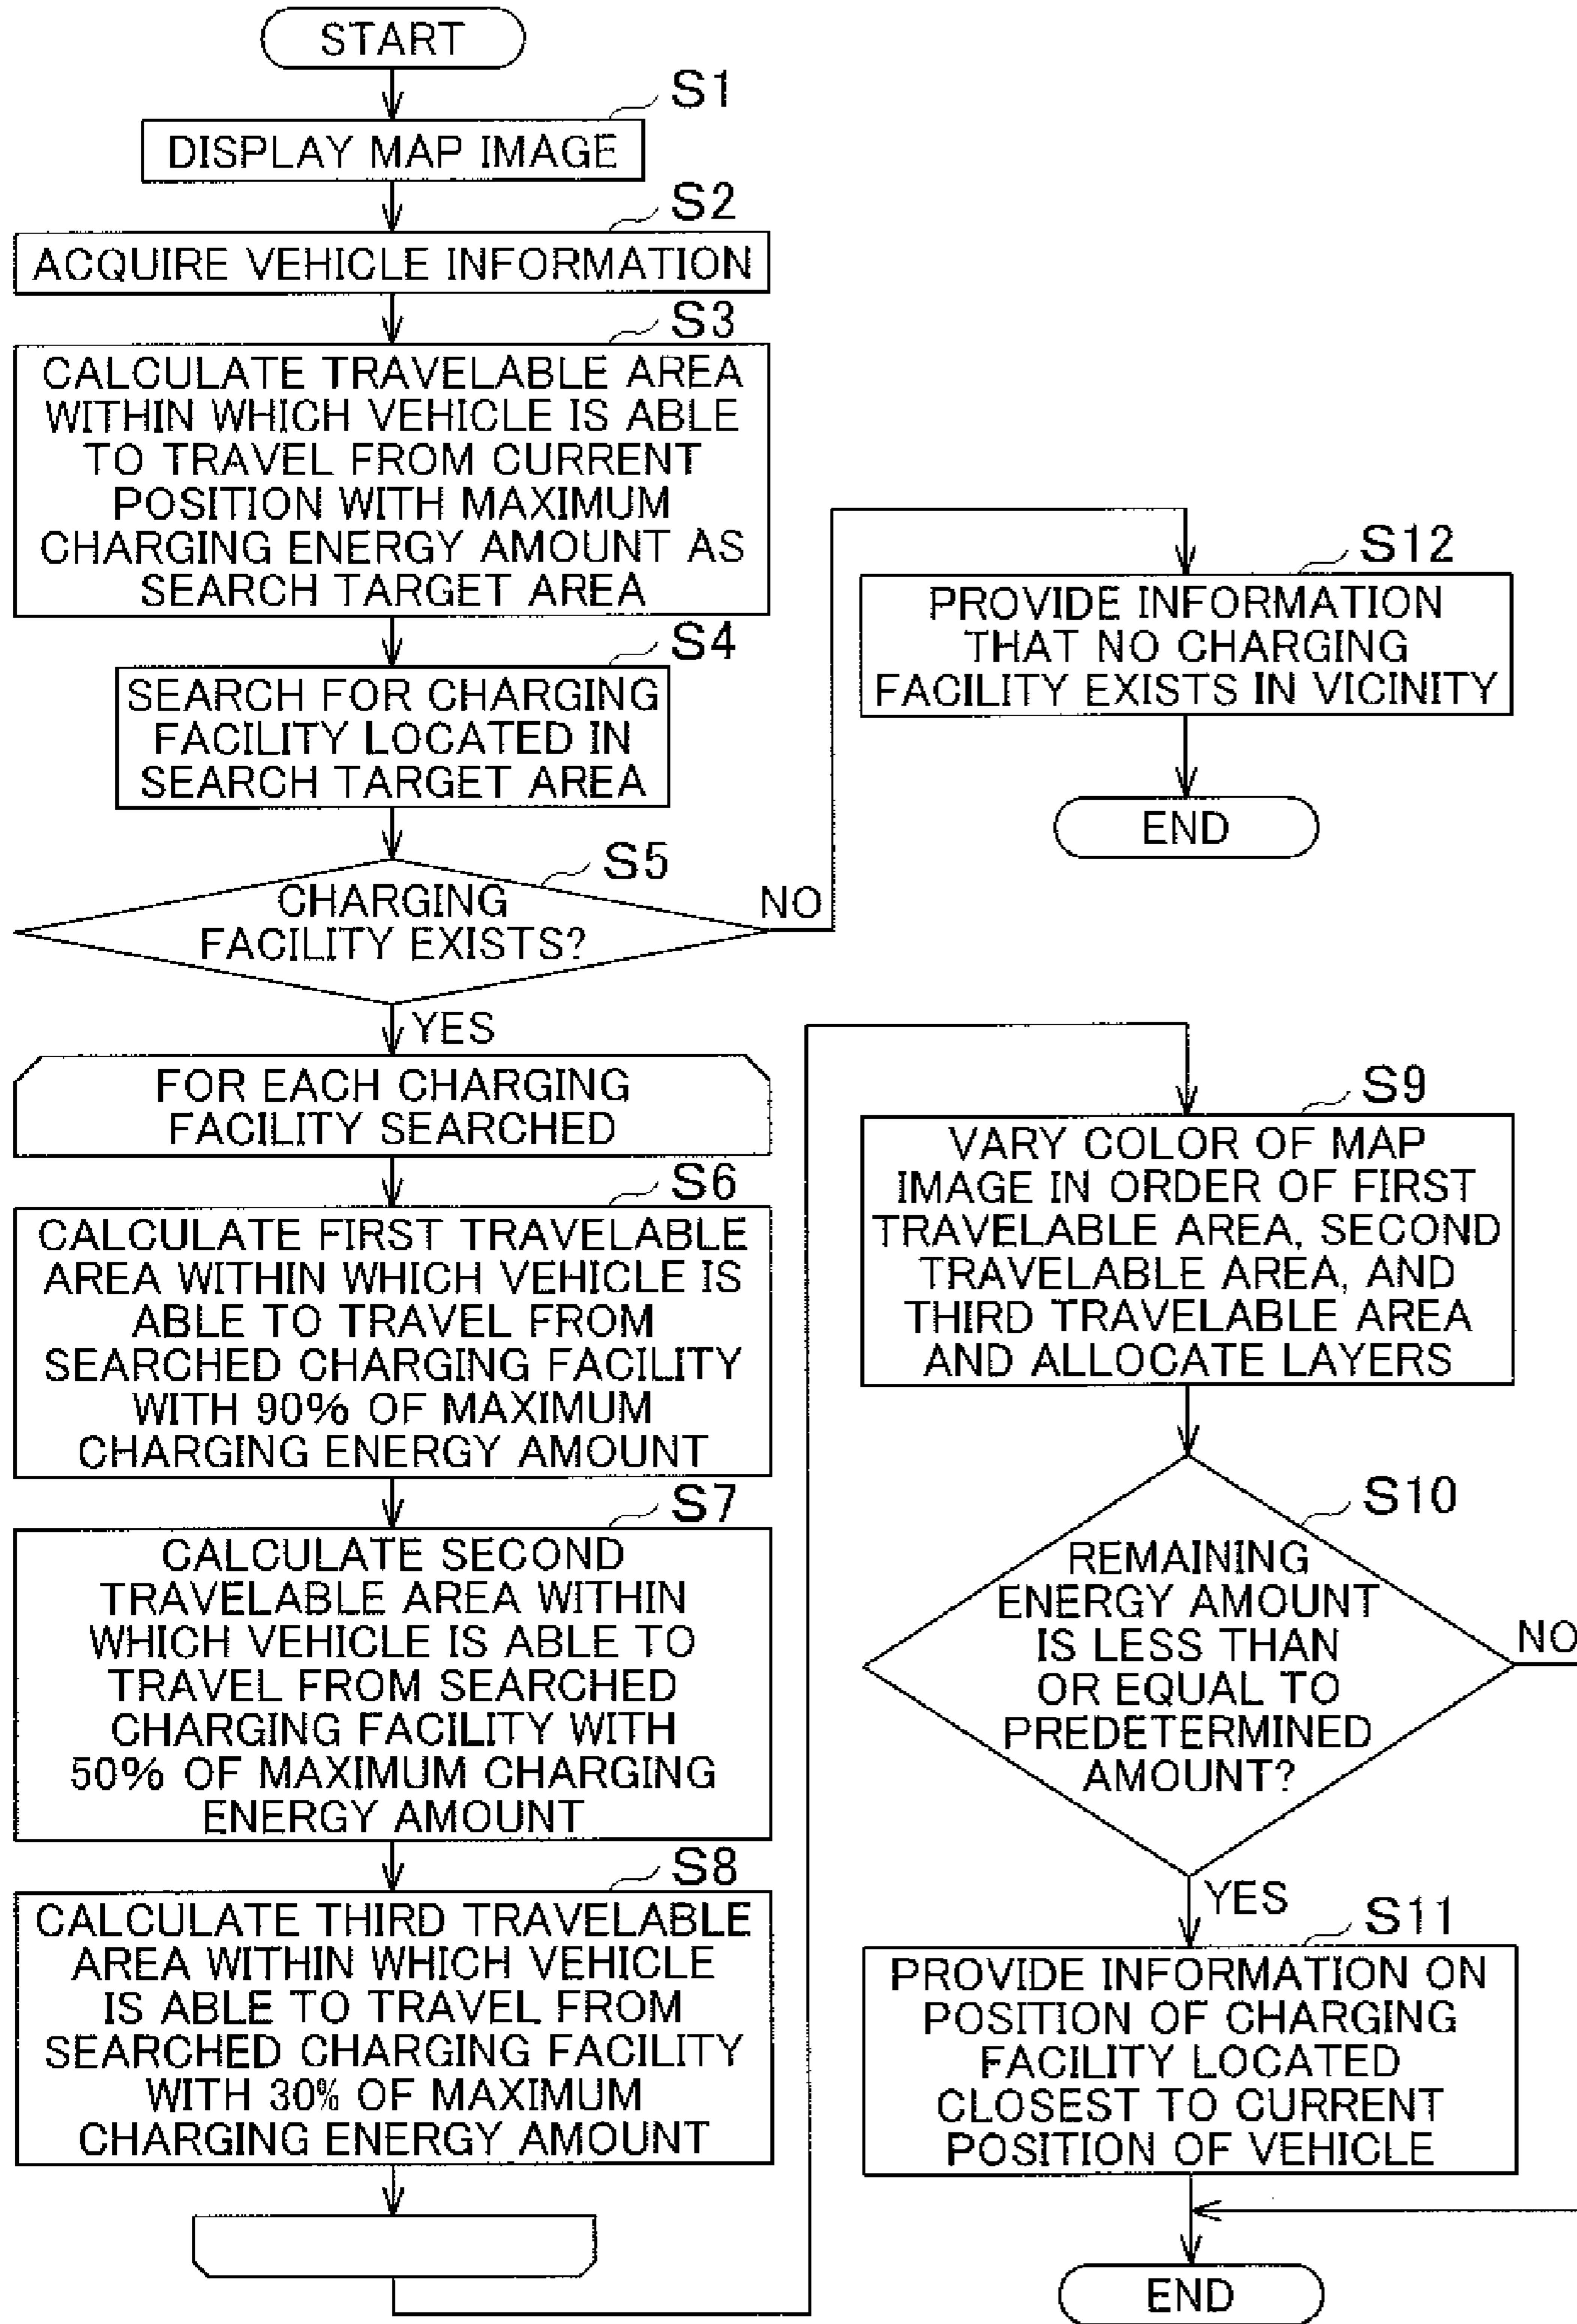 START
S1
DISPLAY MAP IMAGE
S2
ACQUIRE VEHICLE INFORMATION
S3
CALCULATE TRAVELABLE AREA
WITHIN WHICH VEHICLE IS ABLE
TO TRAVEL FROM CURRENT
POSITION WITH MAXIMUM
CHARGING ENERGY AMOUNT AS
SEARCH TARGET AREA
S4
SEARCH FOR CHARGING
FACILITY LOCATED IN
SEARCH TARGET AREA
S5
CHARGING
FACILITY EXISTS?
NO
YES
S12
PROVIDE INFORMATION
THAT NO CHARGING
FACILITY EXISTS IN VICINITY
END
FOR EACH CHARGING
FACILITY SEARCHED
S6
CALCULATE FIRST TRAVELABLE
AREA WITHIN WHICH VEHICLE IS
ABLE TO TRAVEL FROM
SEARCHED CHARGING FACILITY
WITH 90% OF MAXIMUM
CHARGING ENERGY AMOUNT
S7
CALCULATE SECOND
TRAVELABLE AREA WITHIN
WHICH VEHICLE IS ABLE TO
TRAVEL FROM SEARCHED
CHARGING FACILITY WITH
50% OF MAXIMUM CHARGING
ENERGY AMOUNT
S8
CALCULATE THIRD TRAVELABLE
AREA WITHIN WHICH VEHICLE
IS ABLE TO TRAVEL FROM
SEARCHED CHARGING FACILITY
WITH 30% OF MAXIMUM
CHARGING ENERGY AMOUNT
S9
VARY COLOR OF MAP
IMAGE IN ORDER OF FIRST
TRAVELABLE AREA, SECOND
TRAVELABLE AREA, AND
THIRD TRAVELABLE AREA
AND ALLOCATE LAYERS
S10
REMAINING
ENERGY AMOUNT
IS LESS THAN
OR EQUAL TO
PREDETERMINED
AMOUNT?
NO
YES
S11
PROVIDE INFORMATION ON
POSITION OF CHARGING
FACILITY LOCATED
CLOSEST TO CURRENT
POSITION OF VEHICLE
END